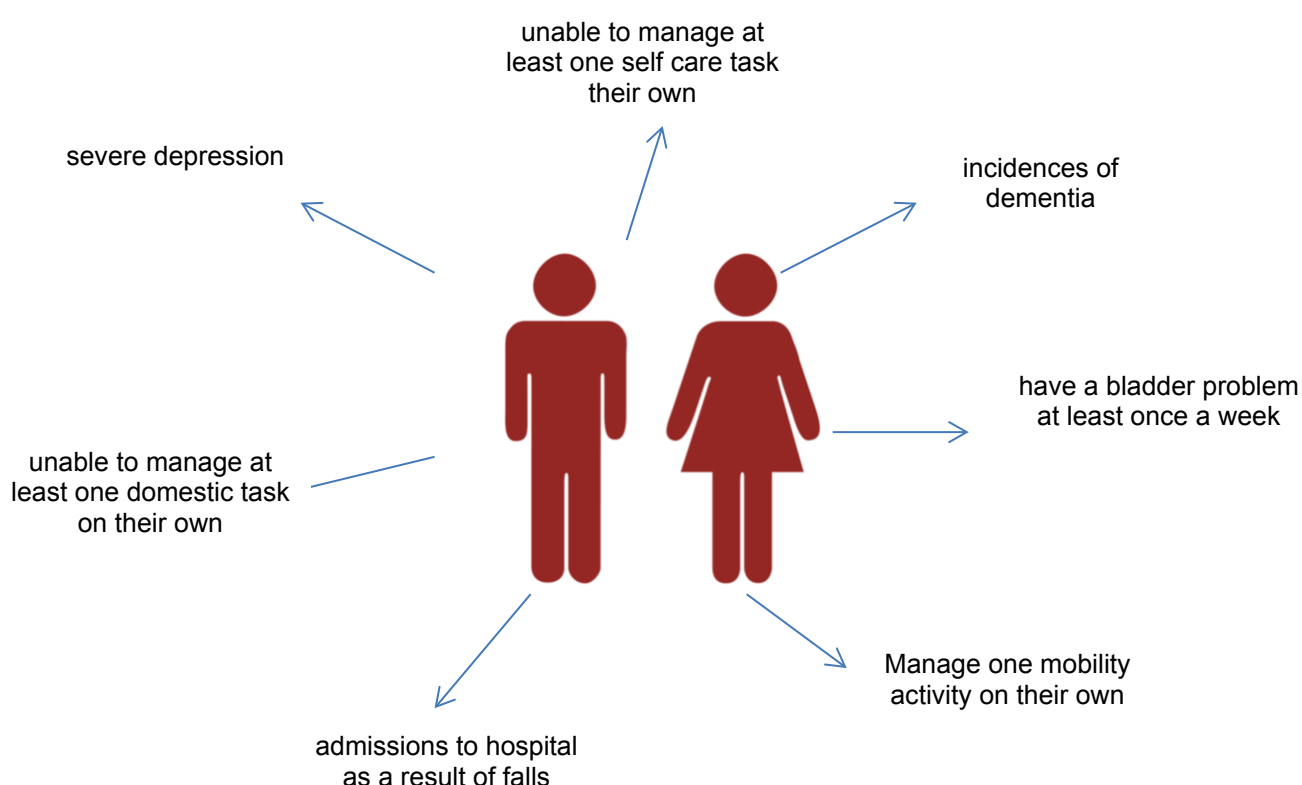 unable to manage at
least one self care task
their own
severe depression
incidences of
dementia
have a bladder problem
at least once a week
unable to manage at
least one domestic task
on their own
Manage one mobility
activity on their own
admissions to hospital
as a result of falls